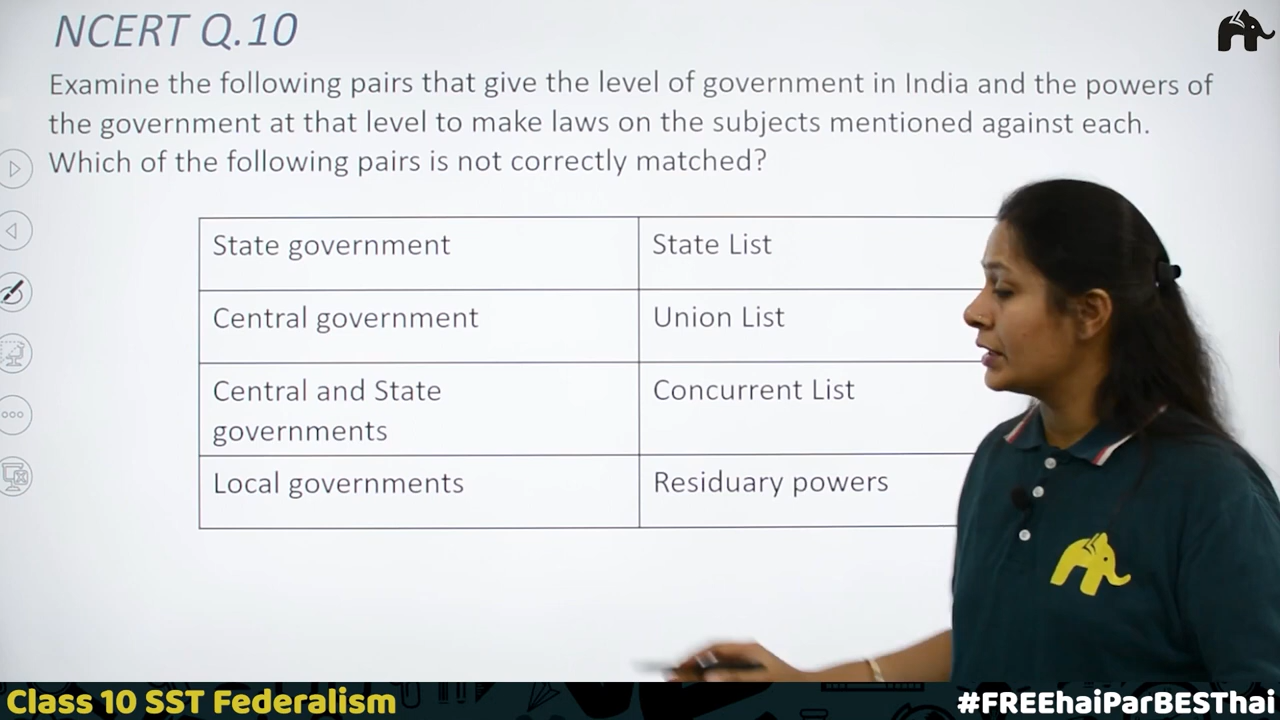 NCERT Q.10
Examine the following pairs that give the level of government in India and the powers of
the government at that level to make laws on the subjects mentioned against each.
Which of the following pairs is not correctly matched?
State government
State List
Central government
Union List
Central and State
governments
Concurrent List
Local governments
Residuary powers
Class 10 SST Federalism
#FREEhaiParBESThai